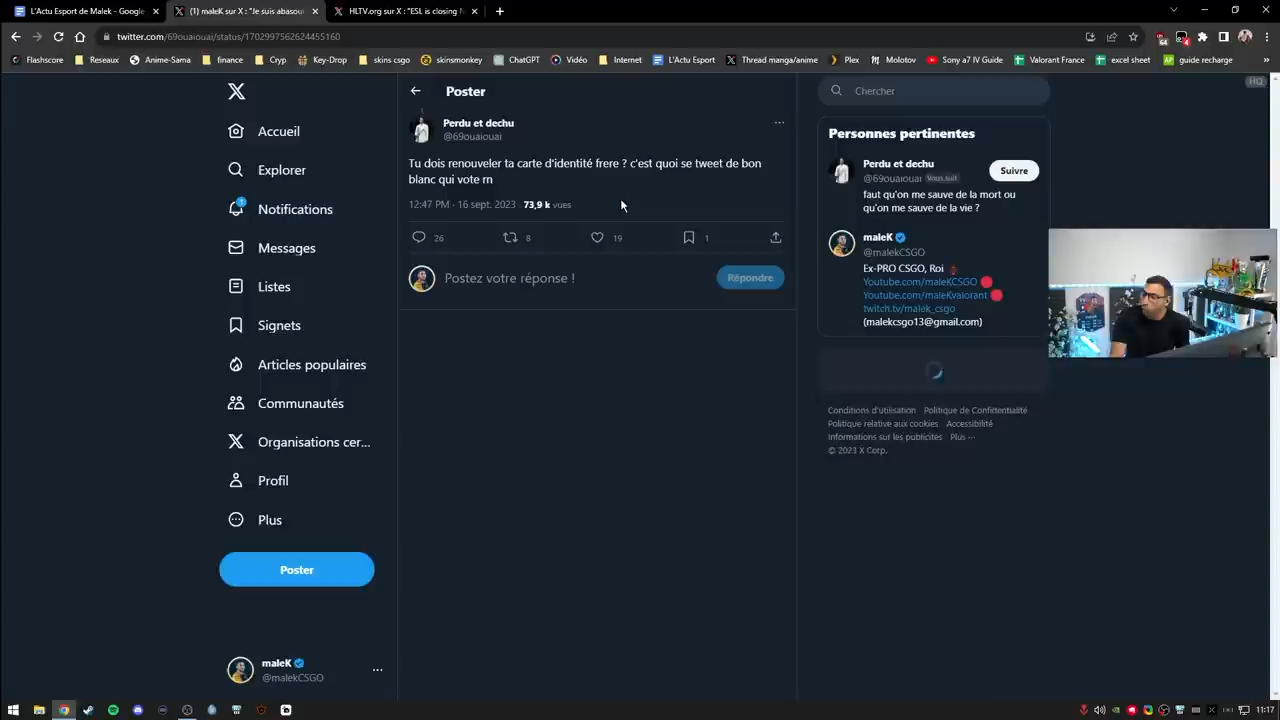 L'Actu Esport de Malek - Google
(1) maleK sur X : "Je suis abasou
HLTV.org sur X : "ESL is closing N
twitter.com/69ouaiouai/status/1702997562624455160
Flashscore
Reseaux
Anime-Sama
finance
Cryp
Key-Drop
skins csgo
skinsmonkey
ChatGPT
Vidéo
Internet
L'Actu Esport
Thread manga/anime
Plex
Molotov
Sony a7 IV Guide
Valorant France
excel sheet
guide recharge
HQ
Accueil
Explorer
Notifications
Messages
Listes
Signets
Articles populaires
Communautés
Organisations cer...
Profil
Plus
Poster
maleK
@malekCSGO
Poster
Perdu et dechu
@69ouaiouai
Tu dois renouveler ta carte d'identité frere ? c'est quoi se tweet de bon
blanc qui vote rn
12:47 PM · 16 sept. 2023 · 73,9 k vues
26
8
19
1
Postez votre réponse !
Répondre
Chercher
Personnes pertinentes
Perdu et dechu
@69ouaiouai Vous suit
Suivre
faut qu'on me sauve de la mort ou
qu'on me sauve de la vie ?
maleK
@malekCSGO
Ex-PRO CSGO, Roi
Youtube.com/maleKCSGO
Youtube.com/maleKvalorant
twitch.tv/malek_csgo
(malekcsgo13@gmail.com)
Conditions d'utilisation Politique de Confidentialité
Politique relative aux cookies Accessibilité
Informations sur les publicités Plus ···
© 2023 X Corp.
11:17